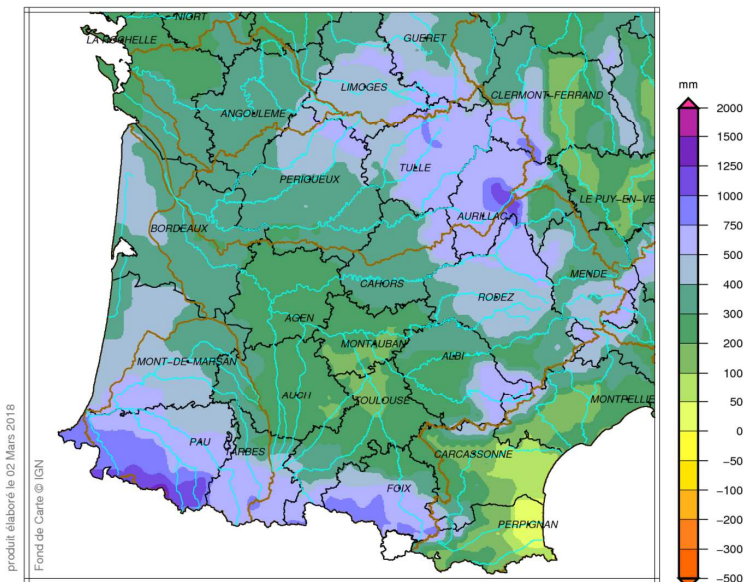 NIORT
LA ROCHELLE
GUERET
LIMOGES
CLERMONT-FERRAND
ANGOULEME
TULLE
PERIGUEUX
LE PUY-EN-VE
AURILLAC
BORDEAUX
MENDE
CAHORS
RODEZ
AGEN
MONTAUBAN
ALBI
MONT-DE-MARSAN
AUCH
TOULOUSE
MONTPELLIE
PAU
TARBES
CARCASSONNE
FOIX
PERPIGNAN
mm
2000
1500
1250
1000
750
500
400
300
200
100
50
0
-50
-100
-200
-300
-500
produit élaboré le 02 Mars 2018
Fond de Carte © IGN